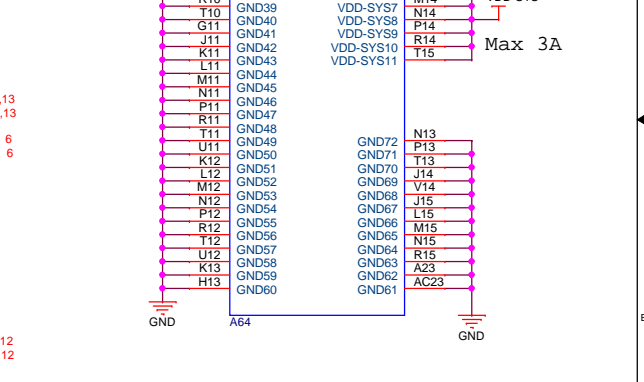 GND39 VDD-SYS7
T10 GND40 VDD-SYS8 N14
G11 GND41 VDD-SYS9 P14
J11 GND42 VDD-SYS10 R14 Max 3A
K11 GND43 VDD-SYS11 T15
L11 GND44
M11 GND45
N11 GND46 ,13
P11 GND47 ,13
R11 GND48
T11 GND49 GND72 N13 6
U11 GND50 GND71 P13 6
K12 GND51 GND70 T13
L12 GND52 GND69 J14
M12 GND53 GND68 V14
N12 GND54 GND67 J15
P12 GND55 GND66 L15
R12 GND56 GND65 M15
T12 GND57 GND64 N15
U12 GND58 GND63 R15
K13 GND59 GND62 A23
H13 GND60 GND61 AC23
GND A64 GND
12
12